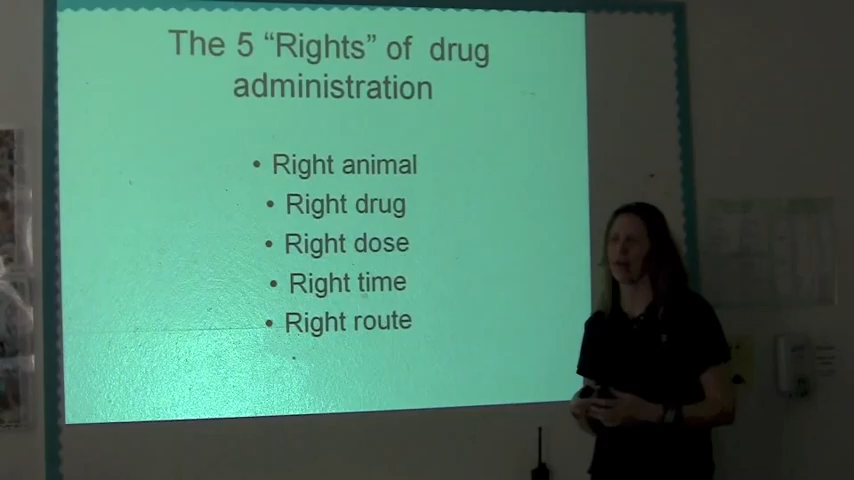 The 5 “Rights” of drug
administration
• Right animal
• Right drug
• Right dose
• Right time
• Right route